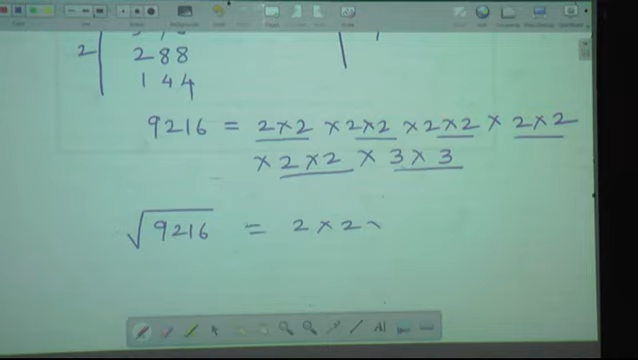 2 | 288
144
9216 = 2×2 ×2×2 ×2×2 × 2×2
× 2×2 × 3×3
√9216 = 2×2×